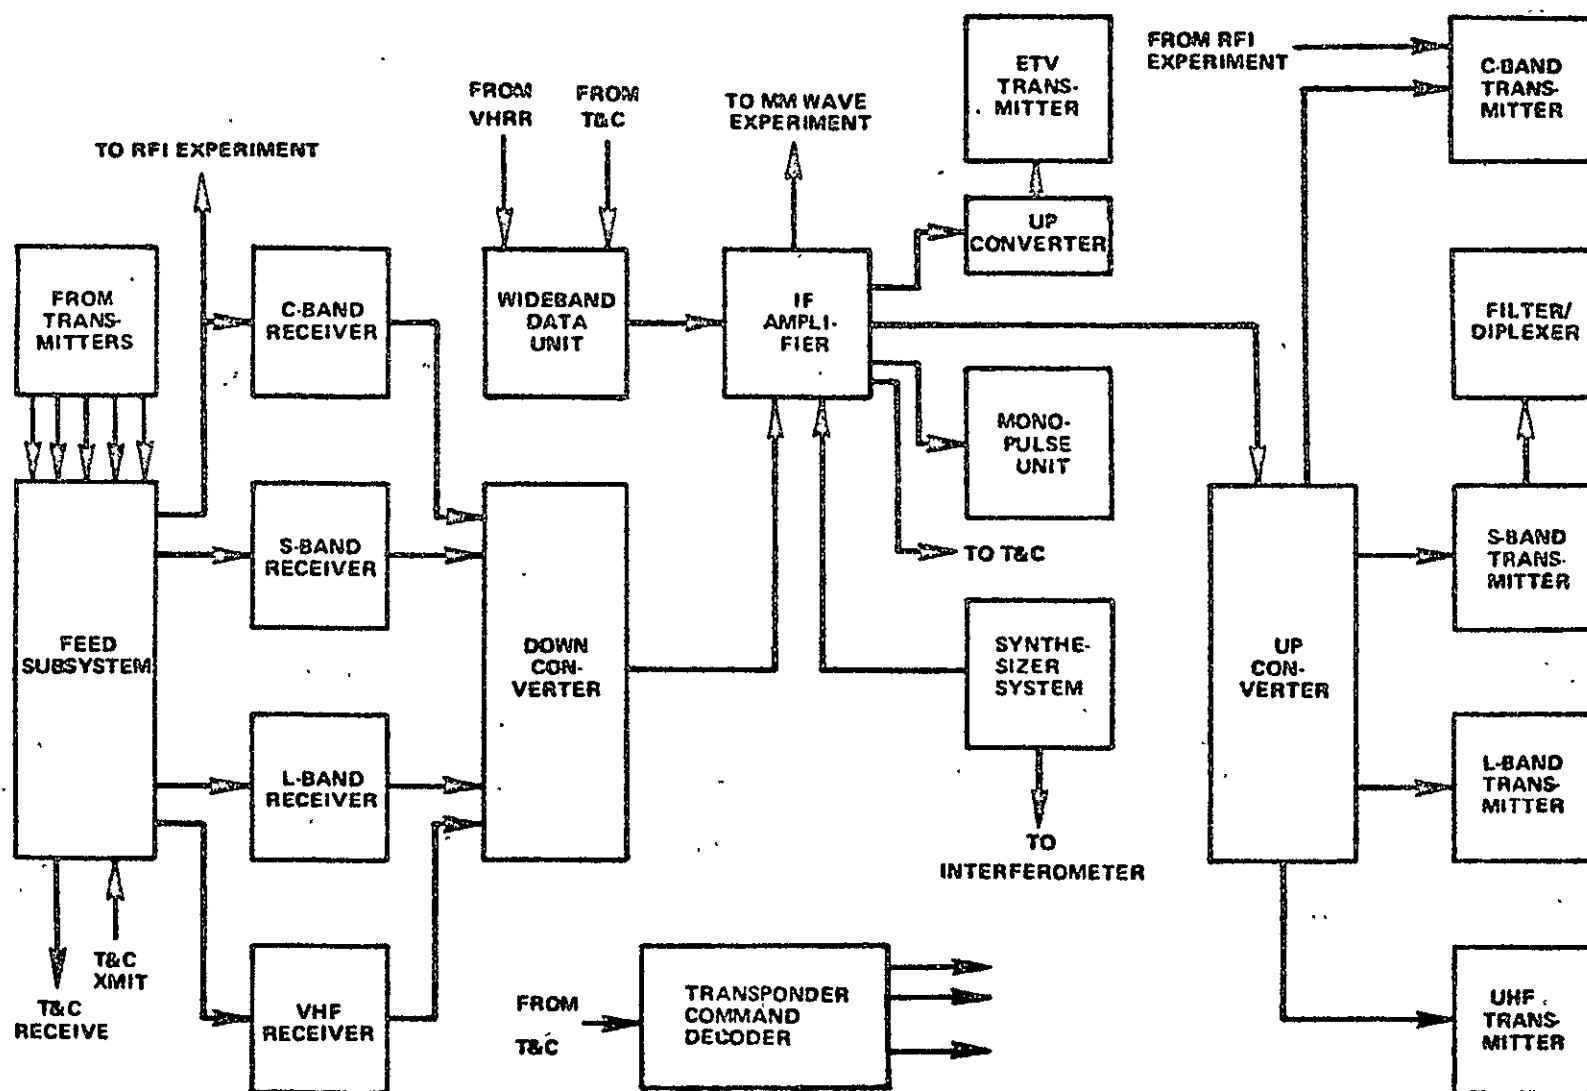 FROM RFI
EXPERIMENT
C-BAND
TRANS-
MITTER
ETV
TRANS-
MITTER
FROM
VHRR
FROM
T&C
TO MM WAVE
EXPERIMENT
TO RFI EXPERIMENT
UP
CONVERTER
FROM
TRANS-
MITTERS
C-BAND
RECEIVER
WIDEBAND
DATA
UNIT
IF
AMPLI-
FIER
FILTER/
DIPLEXER
MONO-
PULSE
UNIT
S-BAND
RECEIVER
TO T&C
S-BAND
TRANS-
MITTER
FEED
SUBSYSTEM
DOWN
CON-
VERTER
SYNTHE-
SIZER
SYSTEM
UP
CON-
VERTER
L-BAND
RECEIVER
L-BAND
TRANS-
MITTER
TO
INTERFEROMETER
T&C
XMIT
T&C
RECEIVE
VHF
RECEIVER
FROM
T&C
TRANSPONDER
COMMAND
DECODER
UHF
TRANS-
MITTER